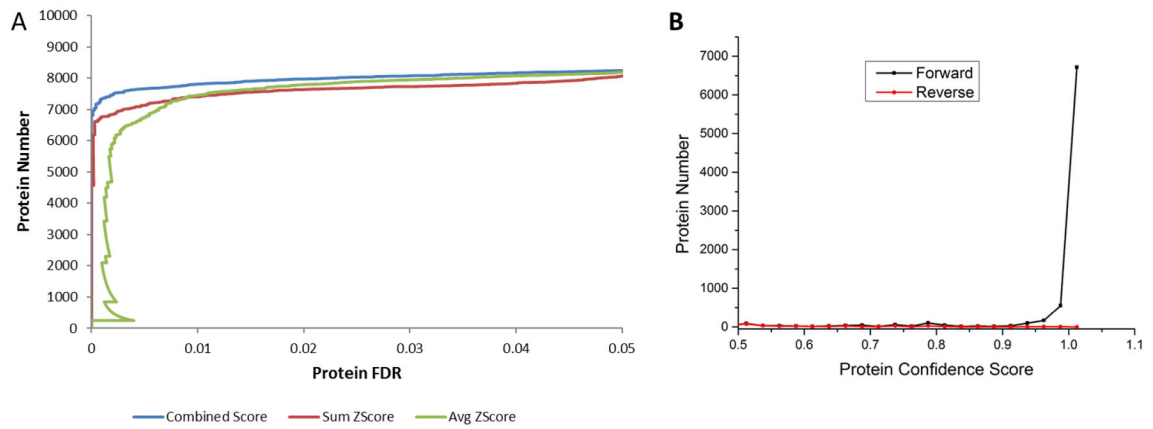 A
10000
9000
8000
7000
6000
5000
4000
3000
2000
1000
0
Protein Number
0 0.01 0.02 0.03 0.04 0.05
Protein FDR
Combined Score Sum ZScore Avg ZScore
B
7000
6000
5000
4000
3000
2000
1000
0
Protein Number
Forward
Reverse
0.5 0.6 0.7 0.8 0.9 1.0 1.1
Protein Confidence Score